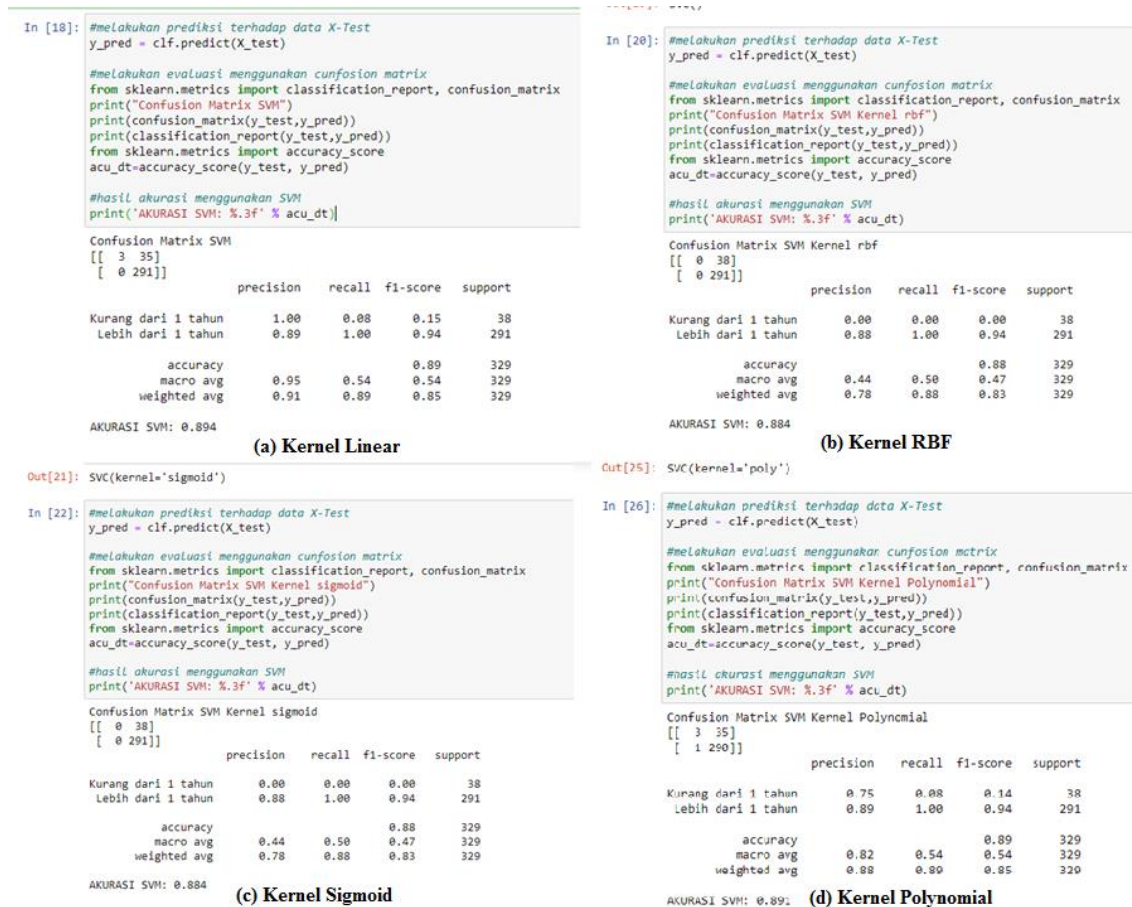 In [18]: #melakukan prediksi terhadap data X-Test
y_pred = clf.predict(X_test)
#melakukan evaluasi menggunakan cunfosion matrix
from sklearn.metrics import classification_report, confusion_matrix
print("Confusion Matrix SVM")
print(confusion_matrix(y_test,y_pred))
print(classification_report(y_test,y_pred))
from sklearn.metrics import accuracy_score
acu_dt=accuracy_score(y_test, y_pred)
#hasil akurasi menggunakan SVM
print('AKURASI SVM: %.3f' % acu_dt)
Confusion Matrix SVM
[[ 3 35]
[ 0 291]]
precision recall f1-score support
Kurang dari 1 tahun 1.00 0.08 0.15 38
Lebih dari 1 tahun 0.89 1.00 0.94 291
accuracy 0.89 329
macro avg 0.95 0.54 0.54 329
weighted avg 0.91 0.89 0.85 329
AKURASI SVM: 0.894
(a) Kernel Linear
In [20]: #melakukan prediksi terhadap data X-Test
y_pred = clf.predict(X_test)
#melakukan evaluasi menggunakan cunfosion matrix
from sklearn.metrics import classification_report, confusion_matrix
print("Confusion Matrix SVM Kernel rbf")
print(confusion_matrix(y_test,y_pred))
print(classification_report(y_test,y_pred))
from sklearn.metrics import accuracy_score
acu_dt=accuracy_score(y_test, y_pred)
#hasil akurasi menggunakan SVM
print('AKURASI SVM: %.3f' % acu_dt)
Confusion Matrix SVM Kernel rbf
[[ 0 38]
[ 0 291]]
precision recall f1-score support
Kurang dari 1 tahun 0.00 0.00 0.00 38
Lebih dari 1 tahun 0.88 1.00 0.94 291
accuracy 0.88 329
macro avg 0.44 0.50 0.47 329
weighted avg 0.78 0.88 0.83 329
AKURASI SVM: 0.884
(b) Kernel RBF
Out[21]: SVC(kernel='sigmoid')
In [22]: #melakukan prediksi terhadap data X-Test
y_pred = clf.predict(X_test)
#melakukan evaluasi menggunakan cunfosion matrix
from sklearn.metrics import classification_report, confusion_matrix
print("Confusion Matrix SVM Kernel sigmoid")
print(confusion_matrix(y_test,y_pred))
print(classification_report(y_test,y_pred))
from sklearn.metrics import accuracy_score
acu_dt=accuracy_score(y_test, y_pred)
#hasil akurasi menggunakan SVM
print('AKURASI SVM: %.3f' % acu_dt)
Confusion Matrix SVM Kernel sigmoid
[[ 0 38]
[ 0 291]]
precision recall f1-score support
Kurang dari 1 tahun 0.00 0.00 0.00 38
Lebih dari 1 tahun 0.88 1.00 0.94 291
accuracy 0.88 329
macro avg 0.44 0.50 0.47 329
weighted avg 0.78 0.88 0.83 329
AKURASI SVM: 0.884
(c) Kernel Sigmoid
Out[25]: SVC(kernel='poly')
In [26]: #melakukan prediksi terhadap data X-Test
y_pred = clf.predict(X_test)
#melakukan evaluasi menggunakan cunfosion matrix
from sklearn.metrics import classification_report, confusion_matrix
print("Confusion Matrix SVM Kernel Polynomial")
print(confusion_matrix(y_test,y_pred))
print(classification_report(y_test,y_pred))
from sklearn.metrics import accuracy_score
acu_dt=accuracy_score(y_test, y_pred)
#hasil akurasi menggunakan SVM
print('AKURASI SVM: %.3f' % acu_dt)
Confusion Matrix SVM Kernel Polynomial
[[ 3 35]
[ 1 290]]
precision recall f1-score support
Kurang dari 1 tahun 0.75 0.08 0.14 38
Lebih dari 1 tahun 0.89 1.00 0.94 291
accuracy 0.89 329
macro avg 0.82 0.54 0.54 329
weighted avg 0.88 0.89 0.85 329
AKURASI SVM: 0.891
(d) Kernel Polynomial